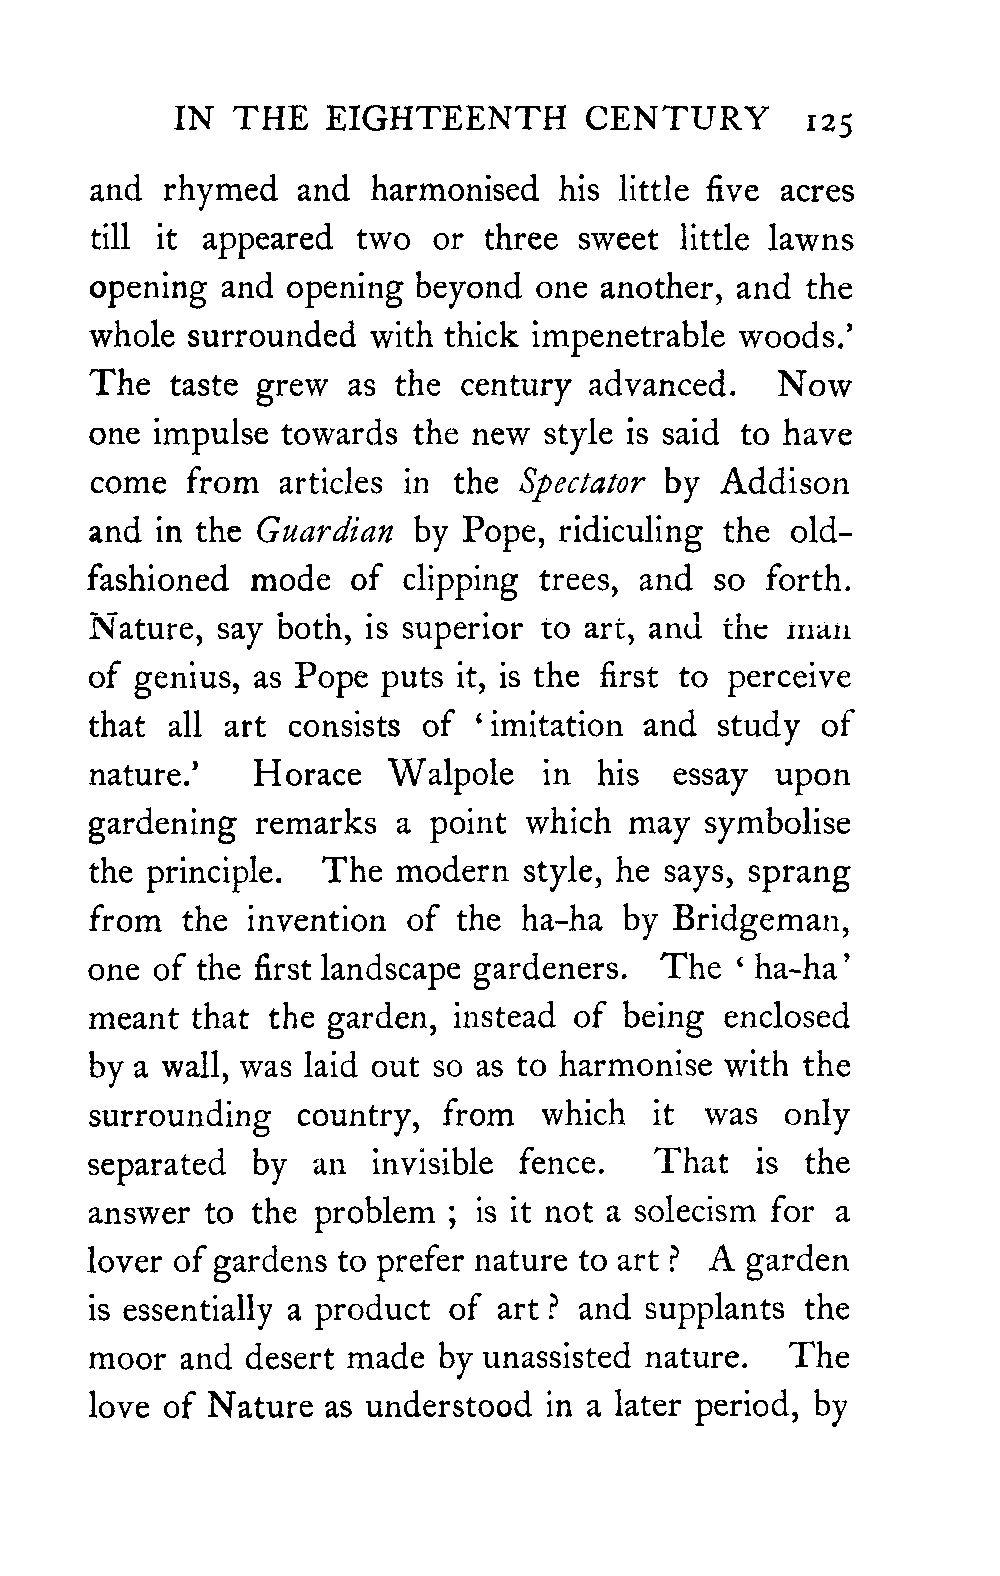 IN THE EIGHTEENTH CENTURY 125
and rhymed and harmonised his little five acres
till it appeared two or three sweet little lawns
opening and opening beyond one another, and the
whole surrounded with thick impenetrable woods.’
The taste grew as the century advanced. Now
one impulse towards the new style is said to have
come from articles in the Spectator by Addison
and in the Guardian by Pope, ridiculing the old-
fashioned mode of clipping trees, and so forth.
Nature, say both, is superior to art, and the man
of genius, as Pope puts it, is the first to perceive
that all art consists of ‘imitation and study of
nature.’ Horace Walpole in his essay upon
gardening remarks a point which may symbolise
the principle. The modern style, he says, sprang
from the invention of the ha-ha by Bridgeman,
one of the first landscape gardeners. The ‘ha-ha’
meant that the garden, instead of being enclosed
by a wall, was laid out so as to harmonise with the
surrounding country, from which it was only
separated by an invisible fence. That is the
answer to the problem ; is it not a solecism for a
lover of gardens to prefer nature to art ? A garden
is essentially a product of art ? and supplants the
moor and desert made by unassisted nature. The
love of Nature as understood in a later period, by